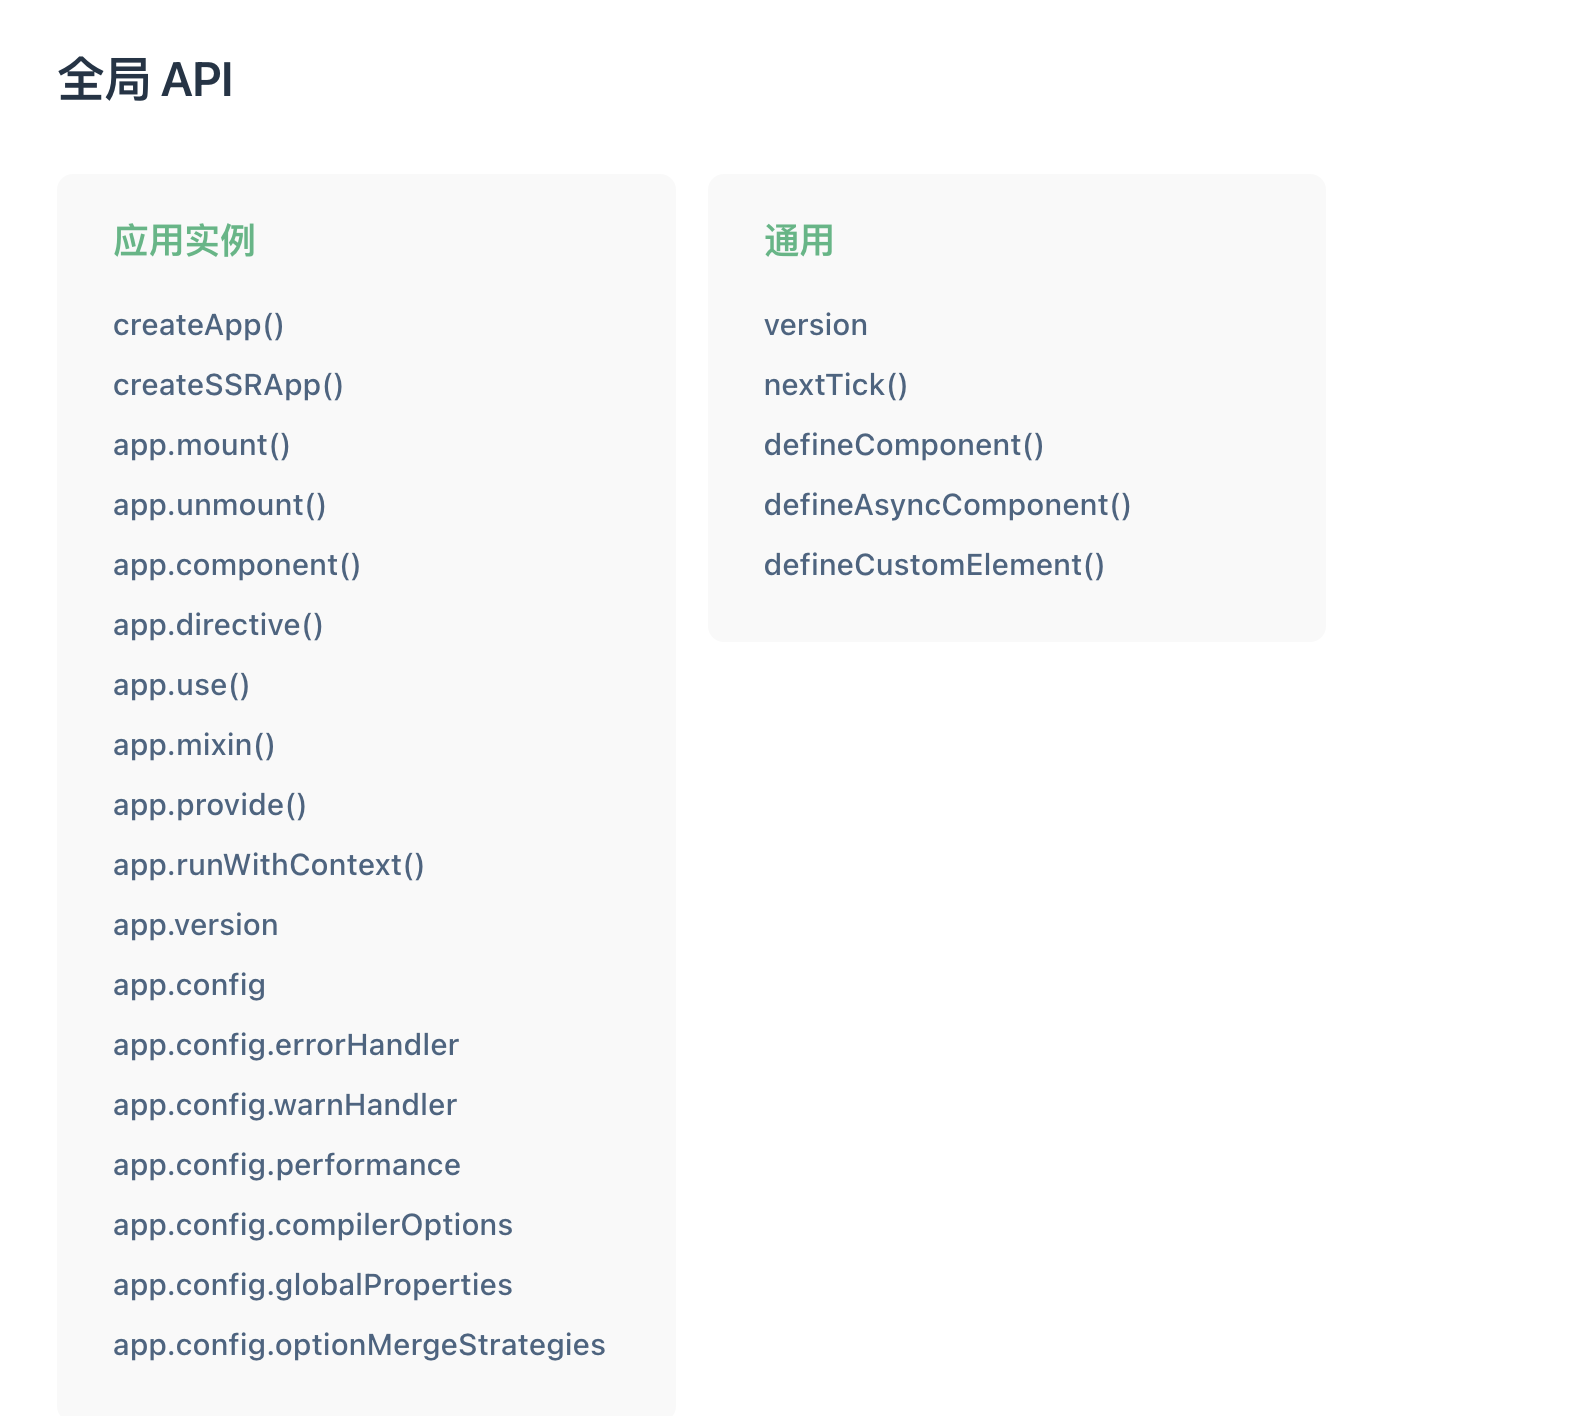 全局 API
应用实例
createApp()
createSSRApp()
app.mount()
app.unmount()
app.component()
app.directive()
app.use()
app.mixin()
app.provide()
app.runWithContext()
app.version
app.config
app.config.errorHandler
app.config.warnHandler
app.config.performance
app.config.compilerOptions
app.config.globalProperties
app.config.optionMergeStrategies
通用
version
nextTick()
defineComponent()
defineAsyncComponent()
defineCustomElement()